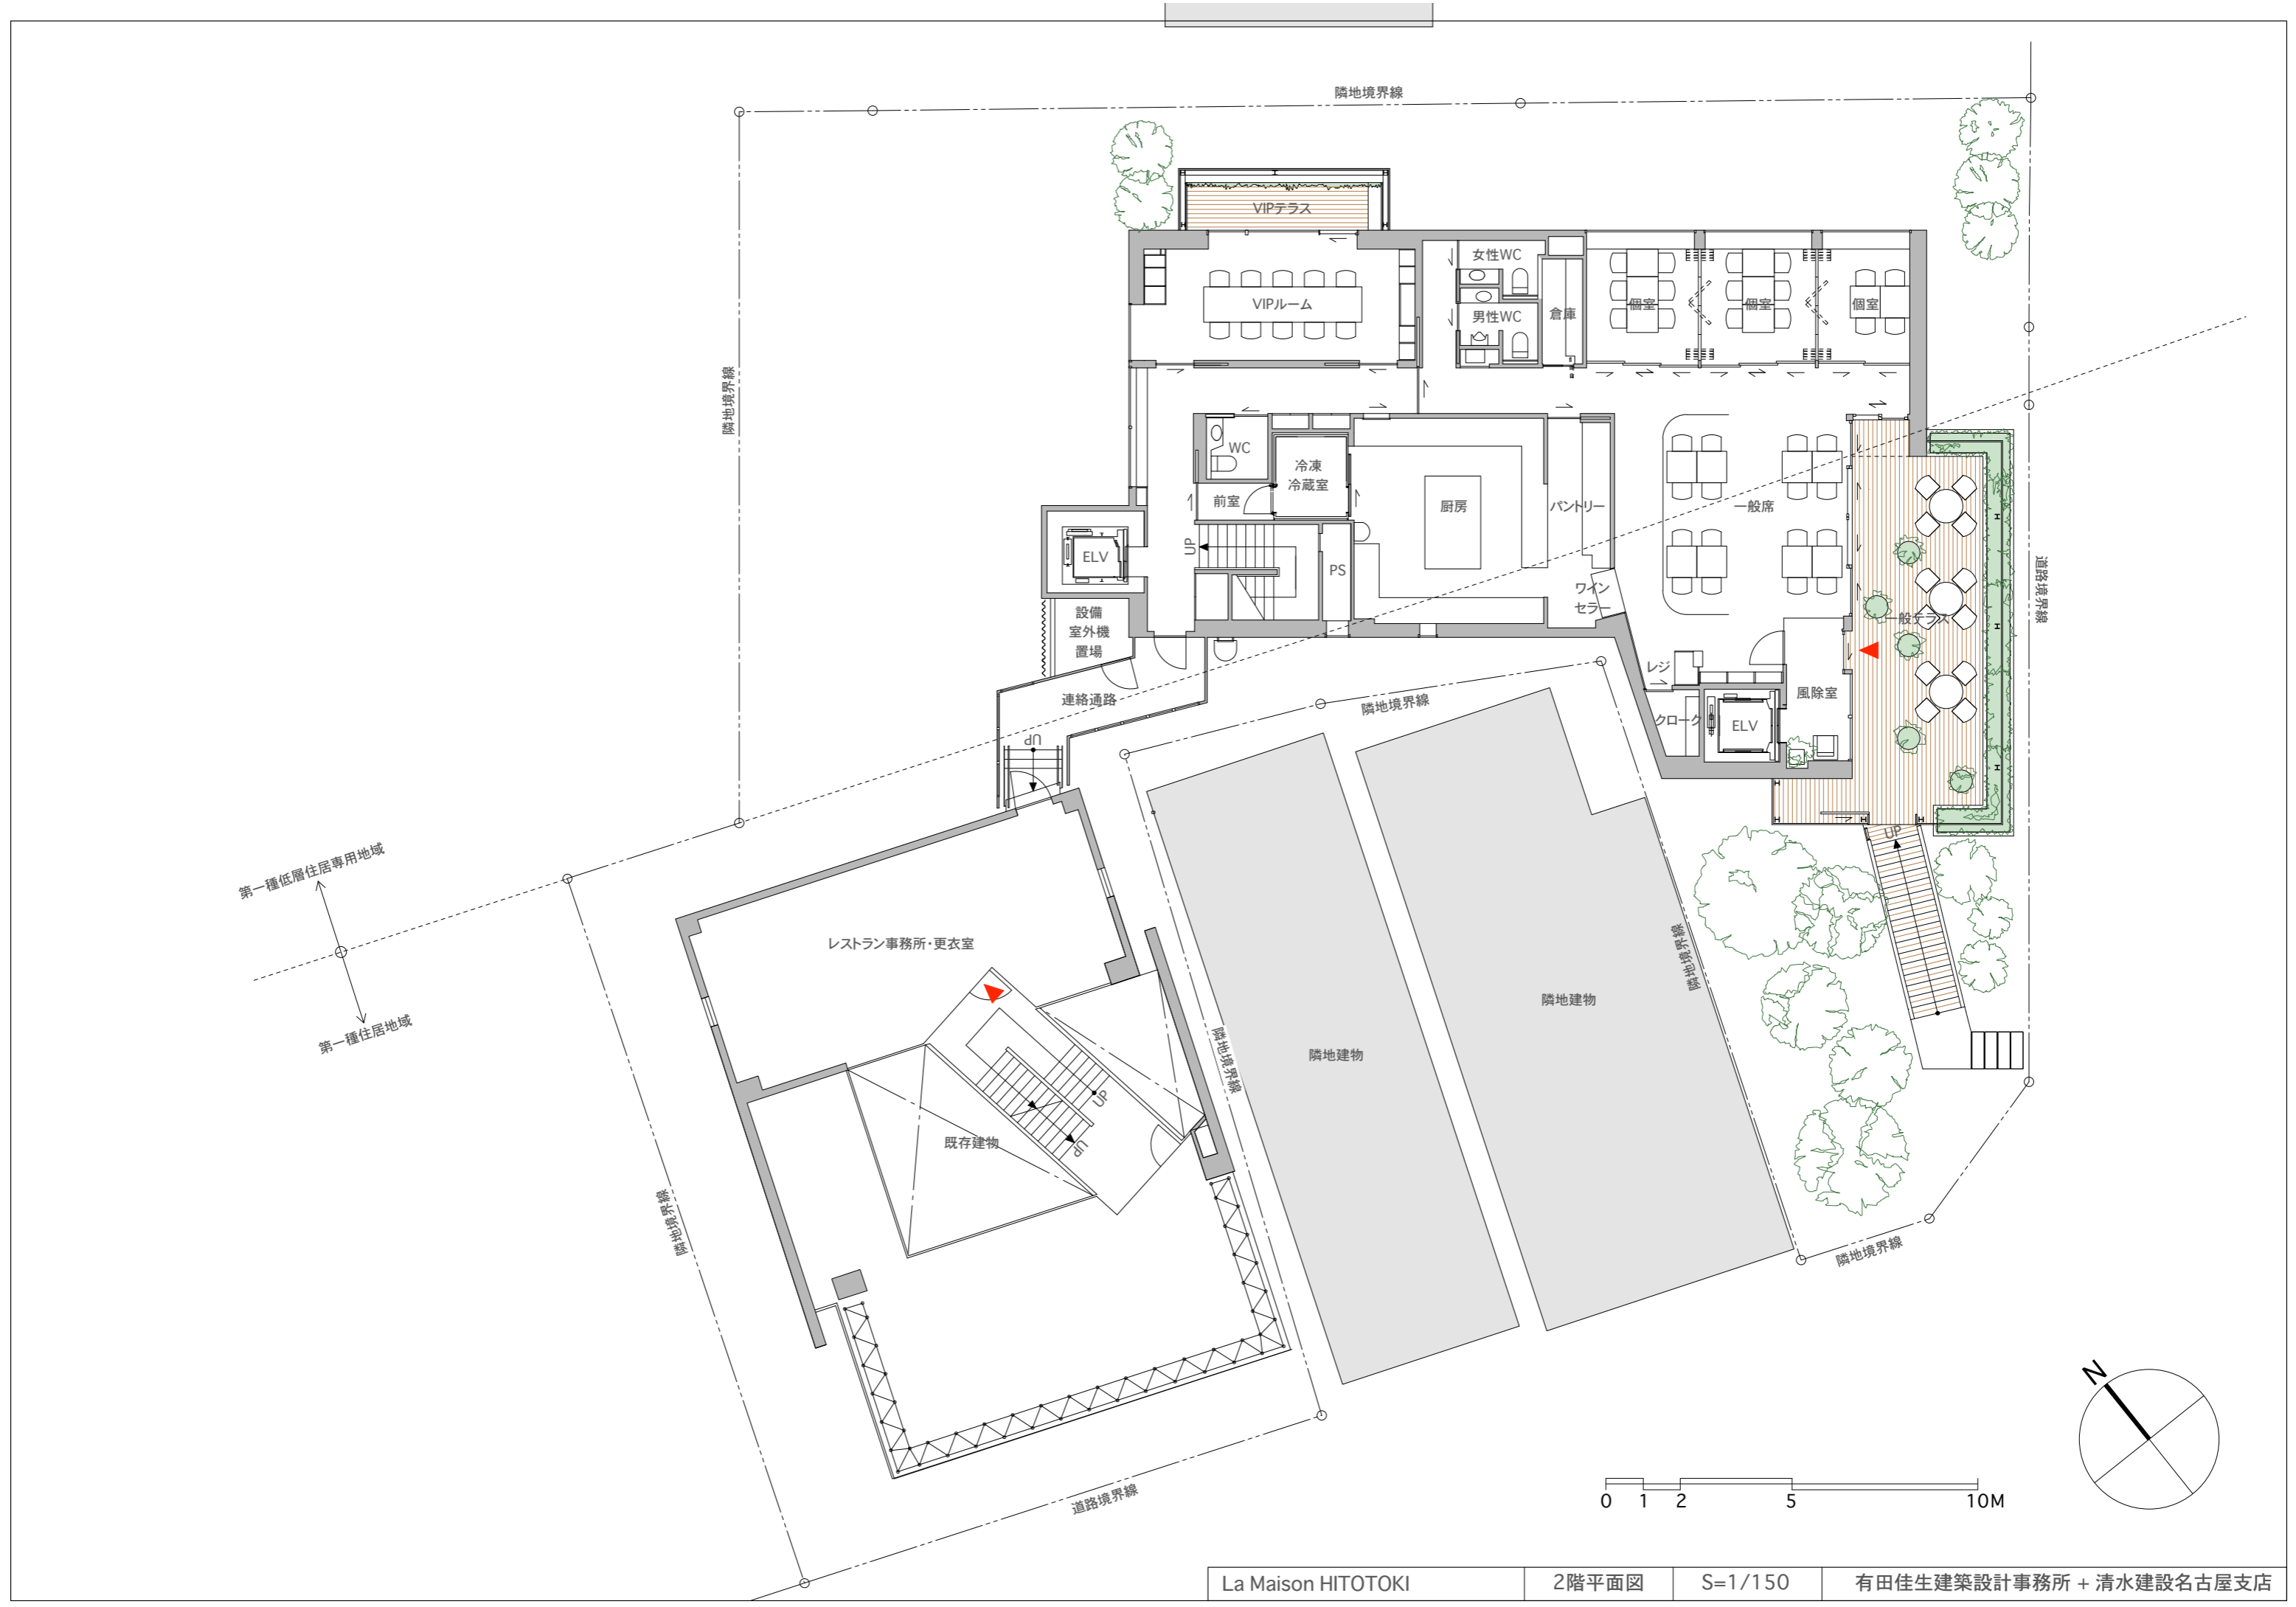 隣地境界線
VIPテラス
女性WC
VIPルーム
男性WC
倉庫
個室
個室
個室
隣地境界線
WC
冷凍
冷蔵室
前室
厨房
パントリー
一般席
UP
ELV
PS
ワイン
セラー
道路境界線
設備
室外機
置場
一般テラス
レジ
風除室
連絡通路
隣地境界線
クローク
ELV
UP
UP
第一種低層住居専用地域
レストラン事務所・更衣室
隣地境界線
隣地建物
第一種住居地域
隣地境界線
隣地建物
UP
既存建物
UP
隣地境界線
隣地境界線
N
道路境界線
0 1 2 5 10M
La Maison HITOTOKI
2階平面図
S=1/150
有田佳生建築設計事務所 + 清水建設名古屋支店